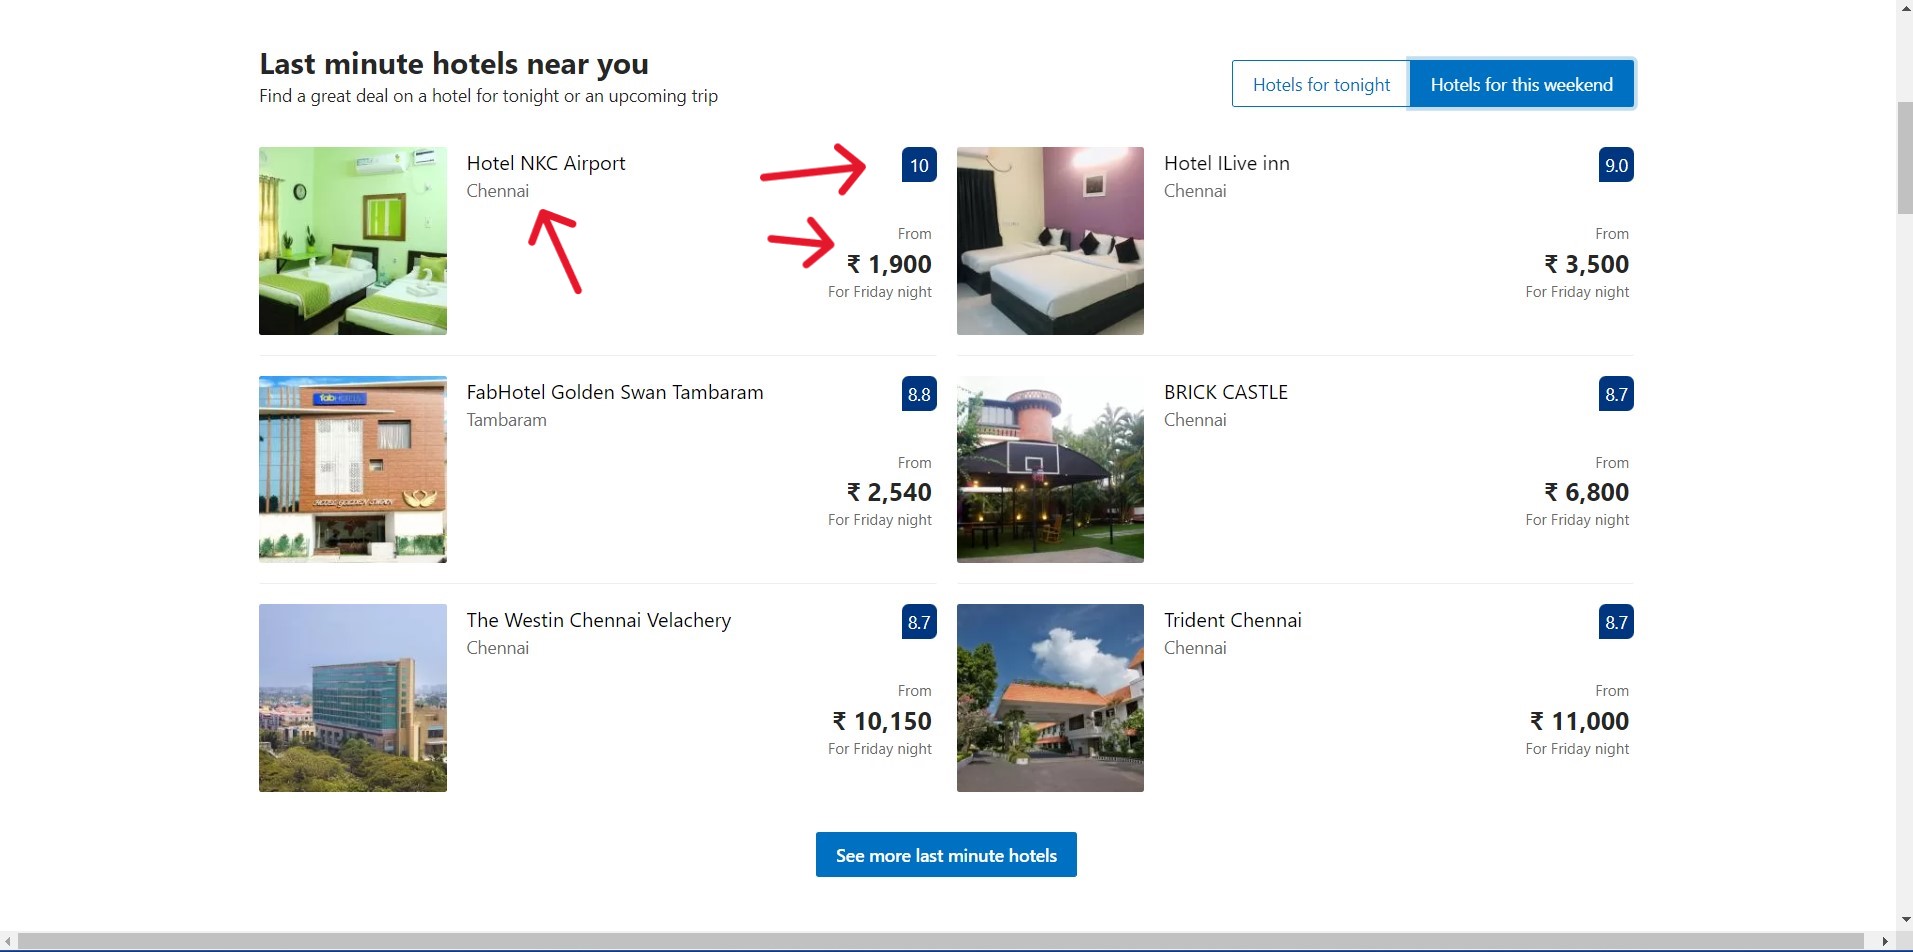 Last minute hotels near you
Find a great deal on a hotel for tonight or an upcoming trip
Hotels for tonight
Hotels for this weekend
Hotel NKC Airport
Chennai
10
From
₹ 1,900
For Friday night
Hotel ILive inn
Chennai
9.0
From
₹ 3,500
For Friday night
fabHOTELS
HOTEL GOLDEN SWAN
FabHotel Golden Swan Tambaram
Tambaram
8.8
From
₹ 2,540
For Friday night
BRICK CASTLE
Chennai
8.7
From
₹ 6,800
For Friday night
The Westin Chennai Velachery
Chennai
8.7
From
₹ 10,150
For Friday night
Trident Chennai
Chennai
8.7
From
₹ 11,000
For Friday night
See more last minute hotels